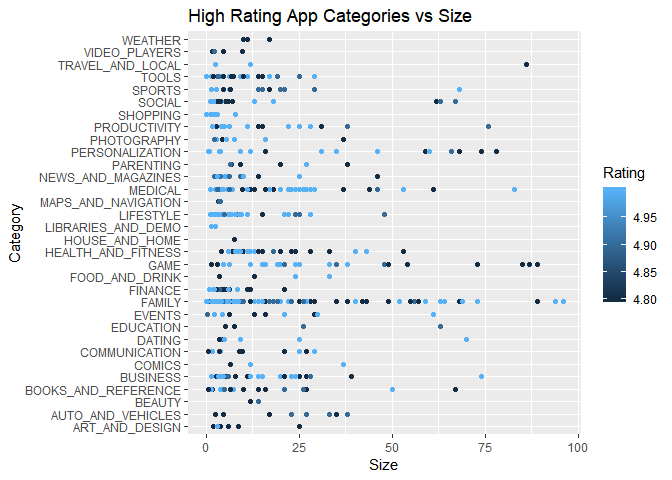 High Rating App Categories vs Size
WEATHER
VIDEO_PLAYERS
TRAVEL_AND_LOCAL
TOOLS
SPORTS
SOCIAL
SHOPPING
PRODUCTIVITY
PHOTOGRAPHY
PERSONALIZATION
PARENTING
NEWS_AND_MAGAZINES
MEDICAL
MAPS_AND_NAVIGATION
LIFESTYLE
LIBRARIES_AND_DEMO
HOUSE_AND_HOME
HEALTH_AND_FITNESS
GAME
FOOD_AND_DRINK
FINANCE
FAMILY
EVENTS
EDUCATION
DATING
COMMUNICATION
COMICS
BUSINESS
BOOKS_AND_REFERENCE
BEAUTY
AUTO_AND_VEHICLES
ART_AND_DESIGN
Category
0 25 50 75 100
Size
Rating
4.95
4.90
4.85
4.80